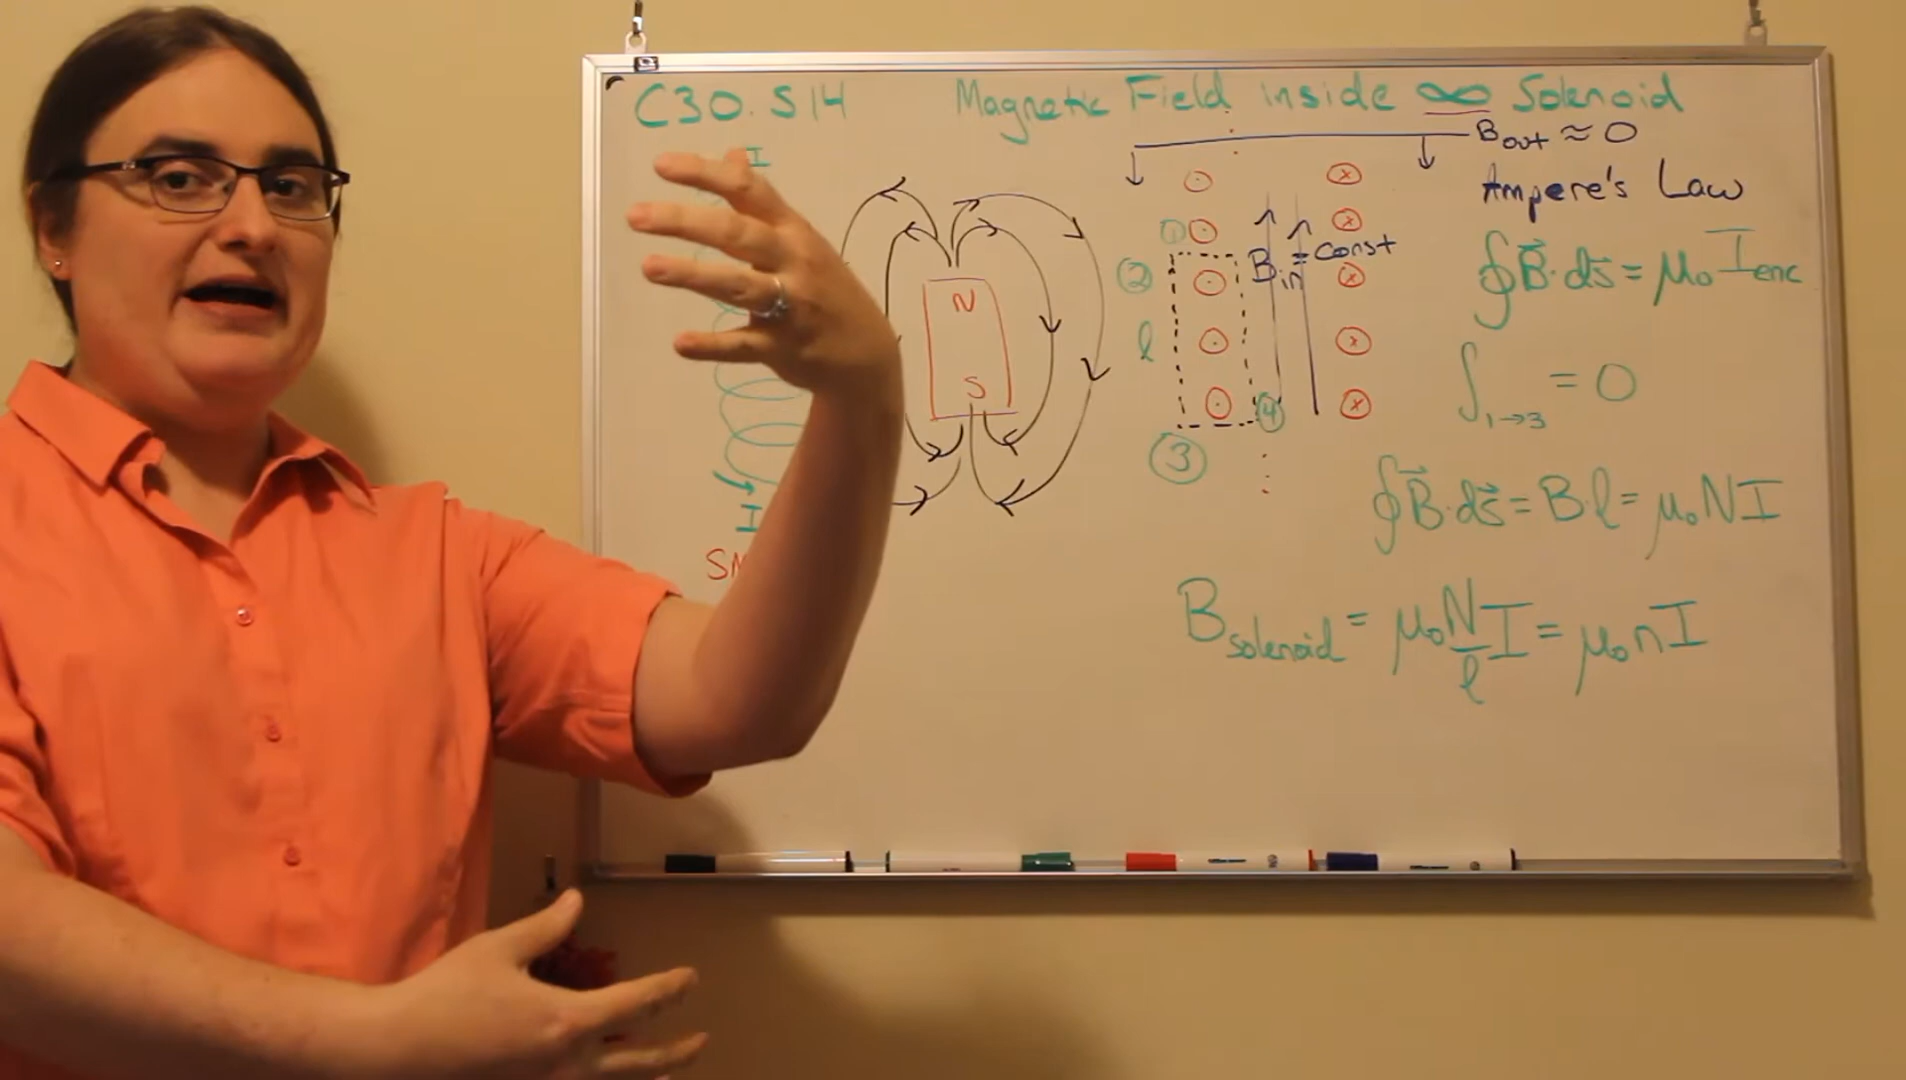 C30.S14 Magnetic Field inside ∞ Solenoid
B_out ≈ 0
Ampere's Law
I
① 
② B_in = const
∮B⃗·ds⃗ = μ₀I_enc
N
l
S
④
∫_1→3 = 0
③
I
∮B⃗·ds⃗ = B·l = μ₀NI
B_solenoid = μ₀ N/l I = μ₀nI